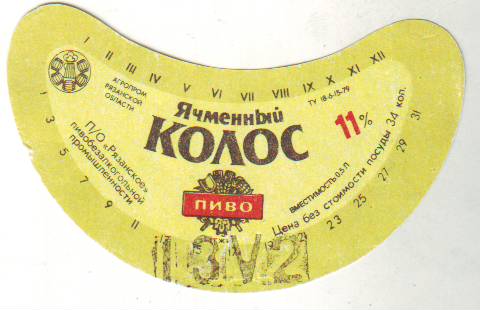 I II III IV V VI VII VIII IX X XI XII
АГРОПРОМ
РЯЗАНСКОЙ
ОБЛАСТИ
ТУ 18-6-15-79
Ячменный
КОЛОС
11%
П/О «Рязанское»
пивобезалкогольной
промышленности
ПИВО
ВМЕСТИМОСТЬ 0,5 Л
Цена без стоимости посуды 34 коп.
1 3 5 7 9 11
23 25 27 29 31